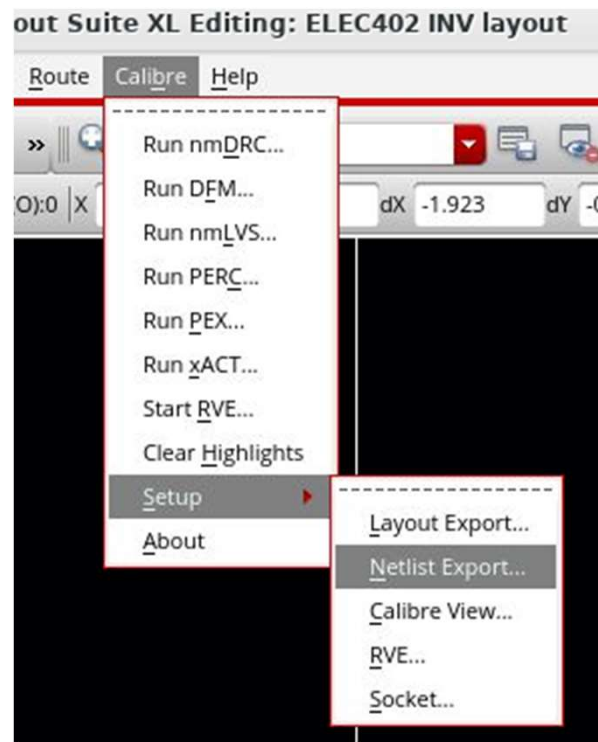 out Suite XL Editing: ELEC402 INV layout
Route Calibre Help
»
(O):0 X dX -1.923 dY -0
Run nmDRC...
Run DFM...
Run nmLVS...
Run PERC...
Run PEX...
Run xACT...
Start RVE...
Clear Highlights
Setup
About
Layout Export...
Netlist Export...
Calibre View...
RVE...
Socket...